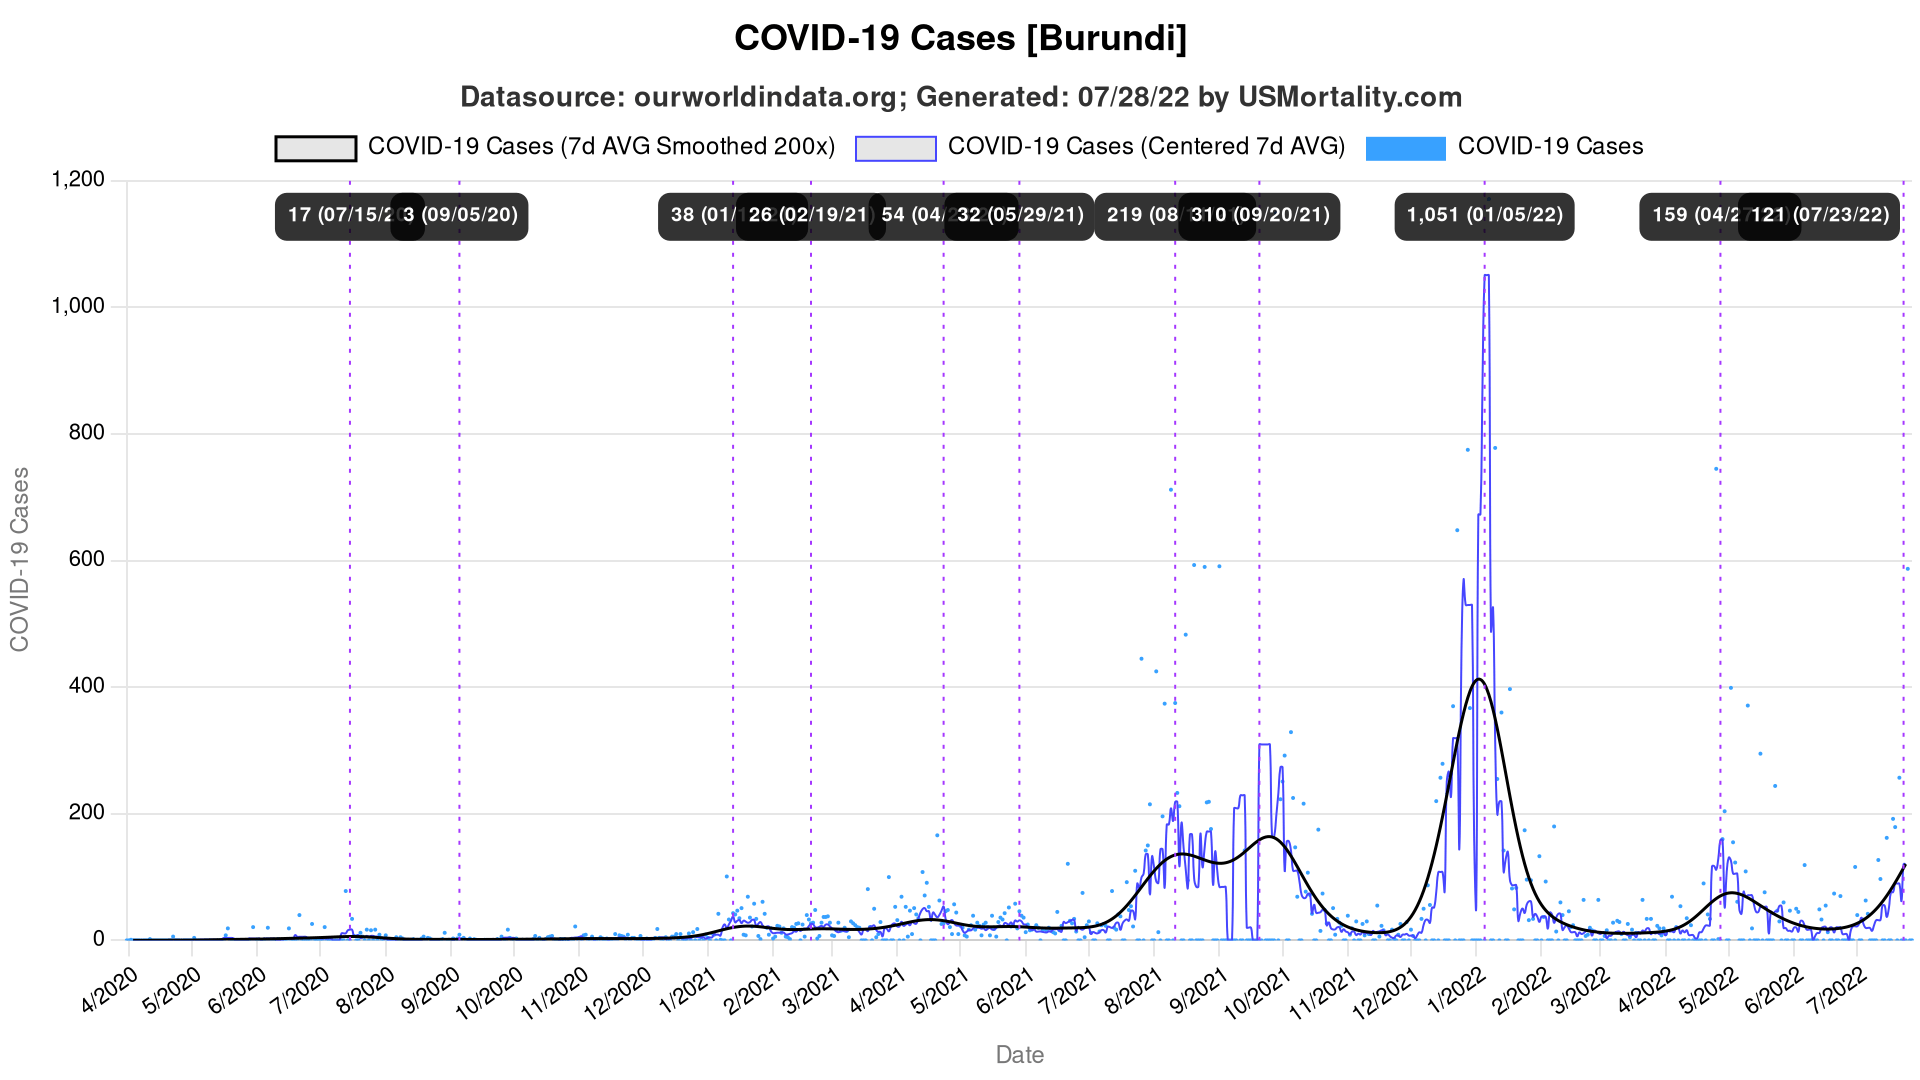 COVID-19 Cases [Burundi]
Datasource: ourworldindata.org; Generated: 07/28/22 by USMortality.com
COVID-19 Cases (7d AVG Smoothed 200x) COVID-19 Cases (Centered 7d AVG) COVID-19 Cases
17 (07/15/20 3 (09/05/20) 38 (01/ 26 (02/19/21) 54 (04/ 32 (05/29/21) 219 (08/ 310 (09/20/21) 1,051 (01/05/22) 159 (04/2 121 (07/23/22)
1,200
1,000
800
600
400
200
0
COVID-19 Cases
4/2020 5/2020 6/2020 7/2020 8/2020 9/2020 10/2020 11/2020 12/2020 1/2021 2/2021 3/2021 4/2021 5/2021 6/2021 7/2021 8/2021 9/2021 10/2021 11/2021 12/2021 1/2022 2/2022 3/2022 4/2022 5/2022 6/2022 7/2022
Date